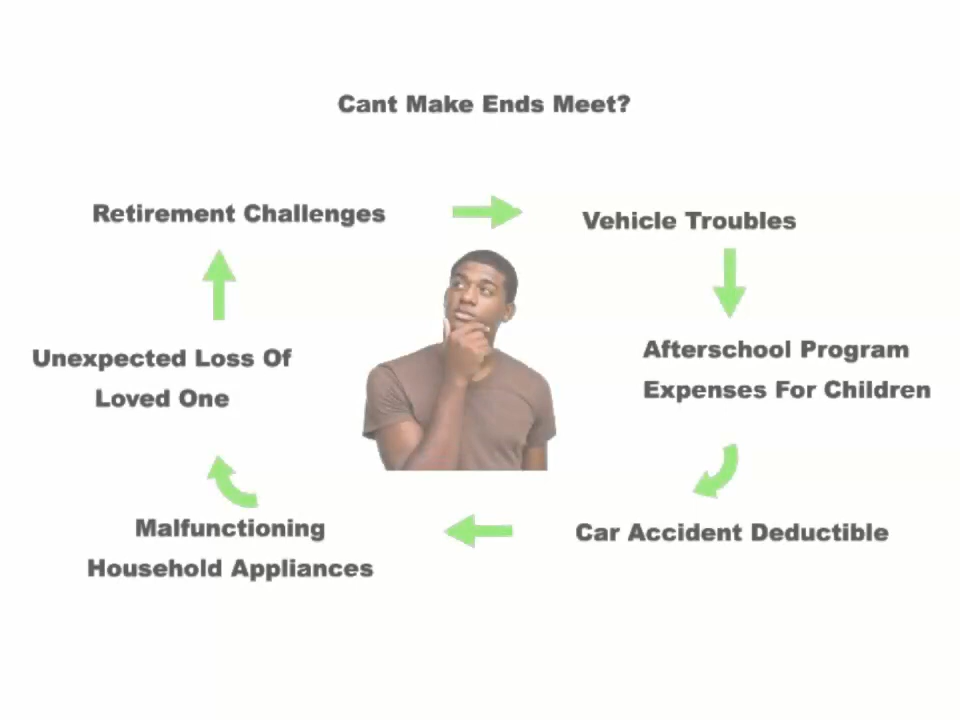 Cant Make Ends Meet?
Retirement Challenges
Vehicle Troubles
Afterschool Program
Expenses For Children
Car Accident Deductible
Malfunctioning
Household Appliances
Unexpected Loss Of
Loved One